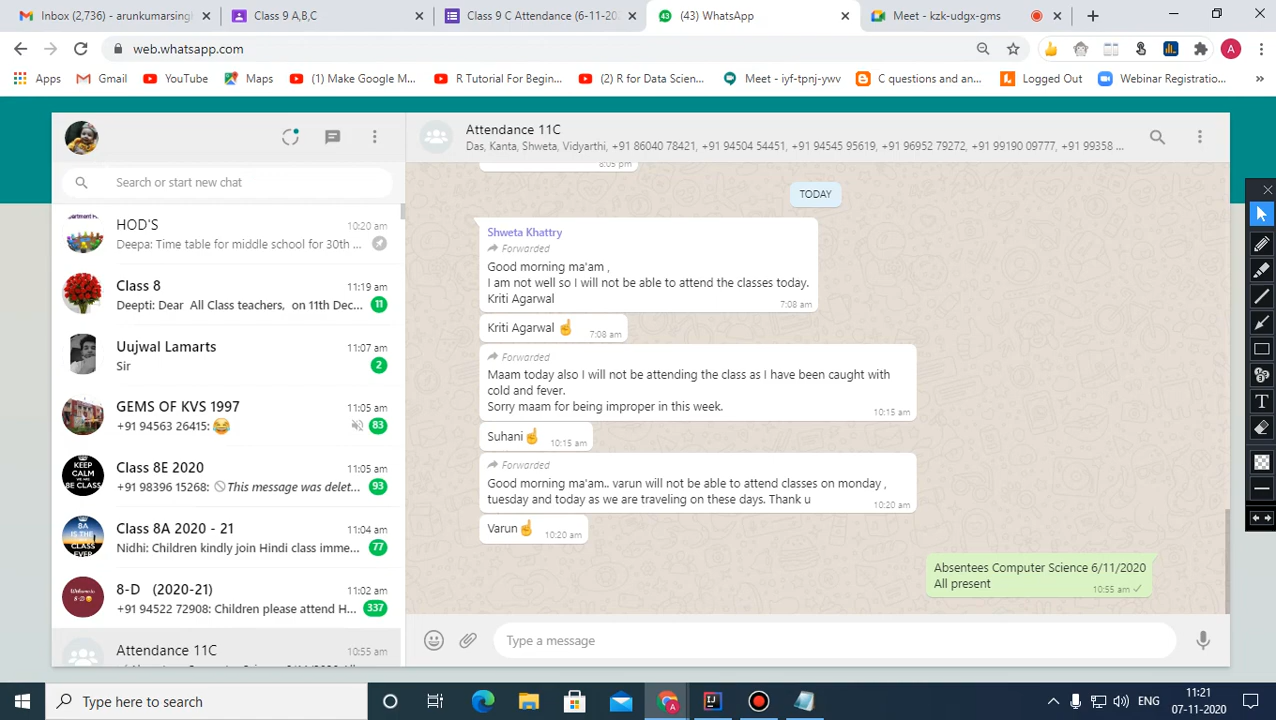 Inbox (2,736) - arunkumarsing
Class 9 A,B,C
Class 9 C Attendance (6-11-20
(43) WhatsApp
Meet - kzk-udgx-gms
web.whatsapp.com
A
Apps
Gmail
YouTube
Maps
(1) Make Google M...
R Tutorial For Begin...
(2) R for Data Scien...
Meet - iyf-tpnj-ywv
C questions and an...
Logged Out
Webinar Registratio...
Search or start new chat
HOD'S
10:20 am
Deepa: Time table for middle school for 30th ...
Class 8
11:19 am
Deepti: Dear All Class teachers, on 11th Dec...
11
Uujwal Lamarts
11:07 am
Sir
2
GEMS OF KVS 1997
11:05 am
+91 94563 26415: 😂
83
KEEP CALM
BE CLASS
Class 8E 2020
11:05 am
+91 98396 15268: This message was delet...
93
8A IS THE CLASS EVER
Class 8A 2020 - 21
11:04 am
Nidhi: Children kindly join Hindi class imme...
77
8-D (2020-21)
11:02 am
+91 94522 72908: Children please attend H...
337
Attendance 11C
10:55 am
Attendance 11C
Das, Kanta, Shweta, Vidyarthi, +91 86040 78421, +91 94504 54451, +91 94545 95619, +91 96952 79272, +91 99190 09777, +91 99358 ...
8:05 pm
TODAY
Shweta Khattry
Forwarded
Good morning ma'am ,
I am not well so I will not be able to attend the classes today.
Kriti Agarwal
7:08 am
Kriti Agarwal ☝
7:08 am
Forwarded
Maam today also I will not be attending the class as I have been caught with
cold and fever.
Sorry maam for being improper in this week.
10:15 am
Suhani ☝
10:15 am
Forwarded
Good morning ma'am.. varun will not be able to attend classes on monday ,
tuesday and today as we are traveling on these days. Thank u
10:20 am
Varun ☝
10:20 am
Absentees Computer Science 6/11/2020
All present
10:55 am
Type a message
T
Type here to search
ENG
11:21
07-11-2020